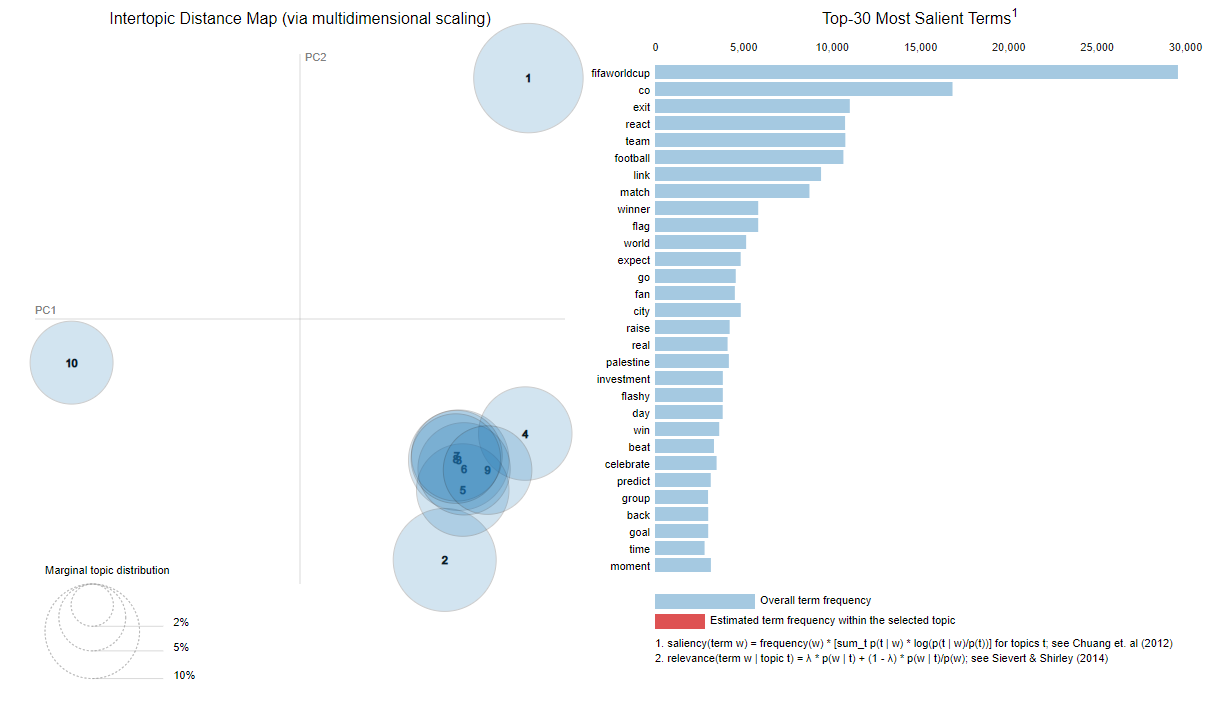 Intertopic Distance Map (via multidimensional scaling)
PC2
PC1
1
10
4
7
8
3
6
9
5
2
Marginal topic distribution
2%
5%
10%
Top-30 Most Salient Terms1
0 5,000 10,000 15,000 20,000 25,000 30,000
fifaworldcup
co
exit
react
team
football
link
match
winner
flag
world
expect
go
fan
city
raise
real
palestine
investment
flashy
day
win
beat
celebrate
predict
group
back
goal
time
moment
Overall term frequency
Estimated term frequency within the selected topic
1. saliency(term w) = frequency(w) * [sum_t p(t | w) * log(p(t | w)/p(t))] for topics t; see Chuang et. al (2012)
2. relevance(term w | topic t) = λ * p(w | t) + (1 - λ) * p(w | t)/p(w); see Sievert & Shirley (2014)